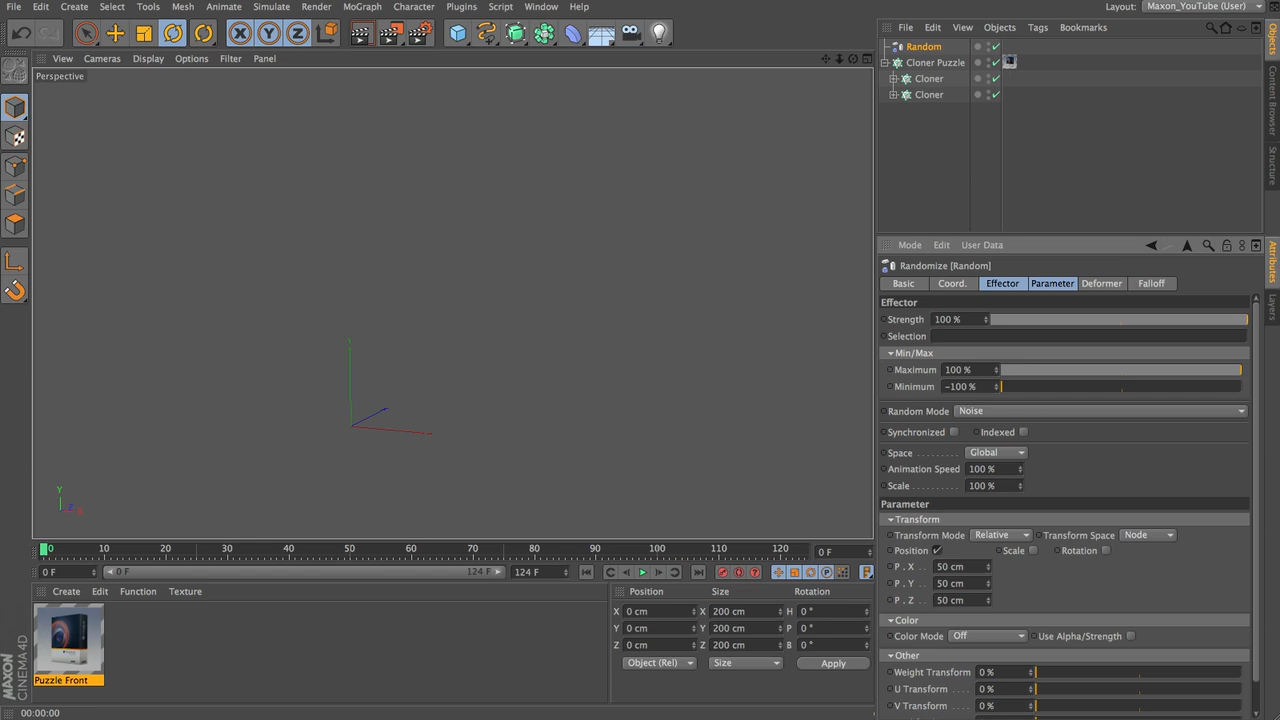 File Edit Create Select Tools Mesh Animate Simulate Render MoGraph Character Plugins Script Window Help
Layout: Maxon_YouTube (User)
X Y Z
File Edit View Objects Tags Bookmarks
View Cameras Display Options Filter Panel
Perspective
Random
Cloner Puzzle
Cloner
Cloner
Objects
Content Browser
Structure
Mode Edit User Data
Attributes
Layers
Randomize [Random]
Basic Coord. Effector Parameter Deformer Falloff
Effector
Strength 100 %
Selection
Min/Max
Maximum 100 %
Minimum -100 %
Random Mode Noise
Synchronized Indexed
Space . . . . . . . . Global
Animation Speed 100 %
Scale . . . . . . . . . 100 %
Parameter
Transform
Transform Mode Relative Transform Space Node
Position Scale Rotation
P . X . . 50 cm
P . Y . . 50 cm
P . Z . . 50 cm
Color
Color Mode Off Use Alpha/Strength
Other
Weight Transform 0 %
U Transform 0 %
V Transform 0 %
Y
Z X
0 10 20 30 40 50 60 70 80 90 100 110 120 0 F
0 F 0 F 124 F 124 F
Create Edit Function Texture
Puzzle Front
Position Size Rotation
X 0 cm X 200 cm H 0 °
Y 0 cm Y 200 cm P 0 °
Z 0 cm Z 200 cm B 0 °
Object (Rel) Size Apply
MAXON
CINEMA 4D
00:00:00